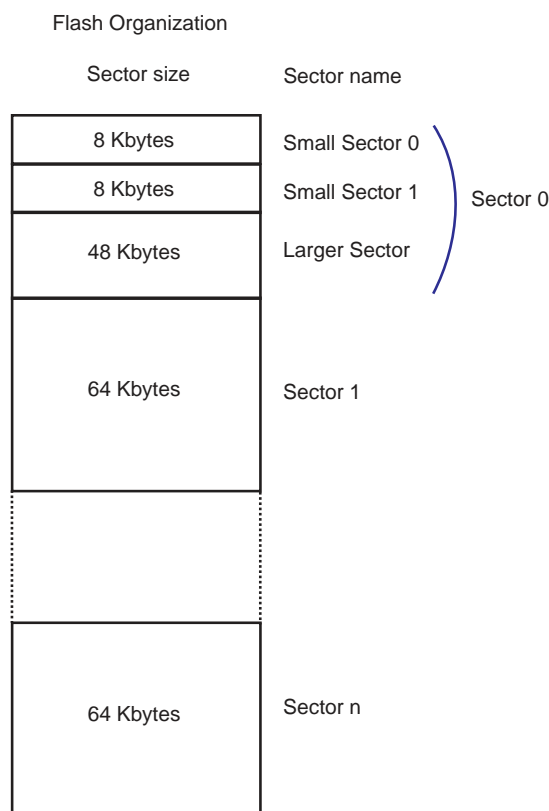 Flash Organization
Sector size Sector name
8 Kbytes Small Sector 0
8 Kbytes Small Sector 1 Sector 0
48 Kbytes Larger Sector
64 Kbytes Sector 1
64 Kbytes Sector n